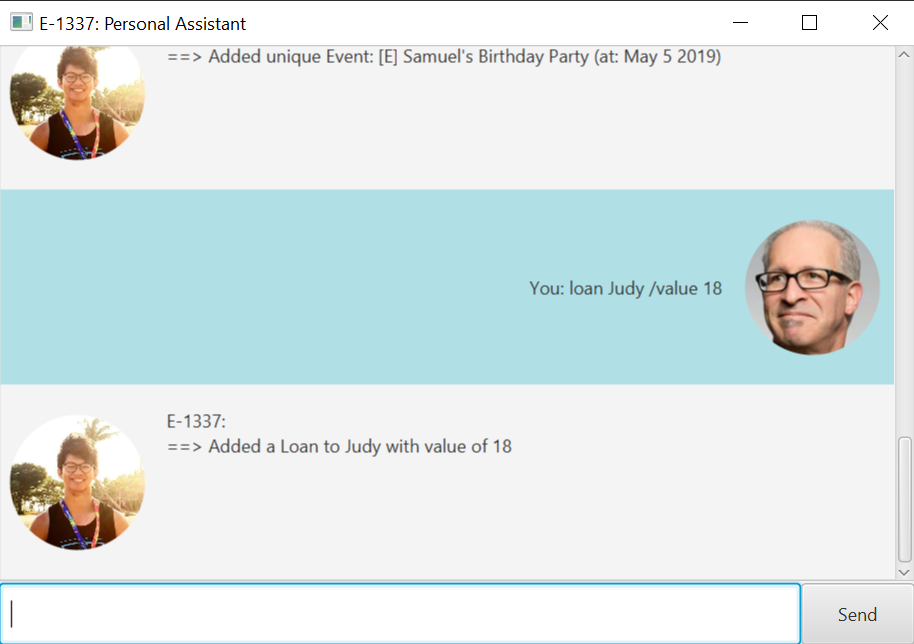 E-1337: Personal Assistant
==> Added unique Event: [E] Samuel's Birthday Party (at: May 5 2019)
You: loan Judy /value 18
E-1337:
==> Added a Loan to Judy with value of 18
Send